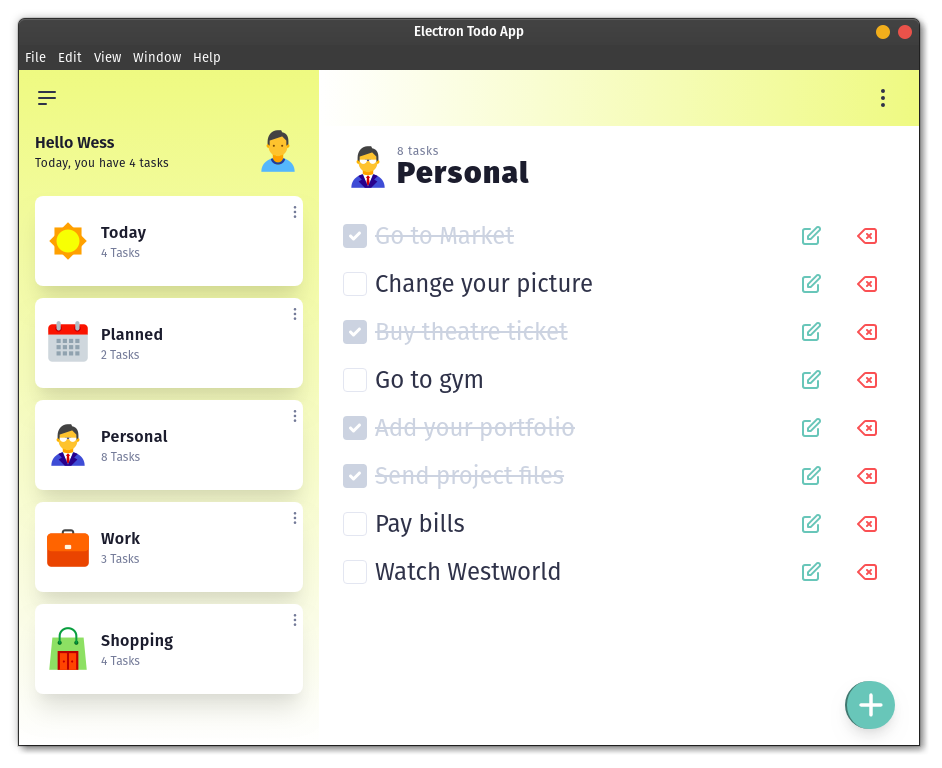 Electron Todo App
File Edit View Window Help
Hello Wess
Today, you have 4 tasks
Today
4 Tasks
Planned
2 Tasks
Personal
8 Tasks
Work
3 Tasks
Shopping
4 Tasks
8 tasks
Personal
Go to Market
Change your picture
Buy theatre ticket
Go to gym
Add your portfolio
Send project files
Pay bills
Watch Westworld